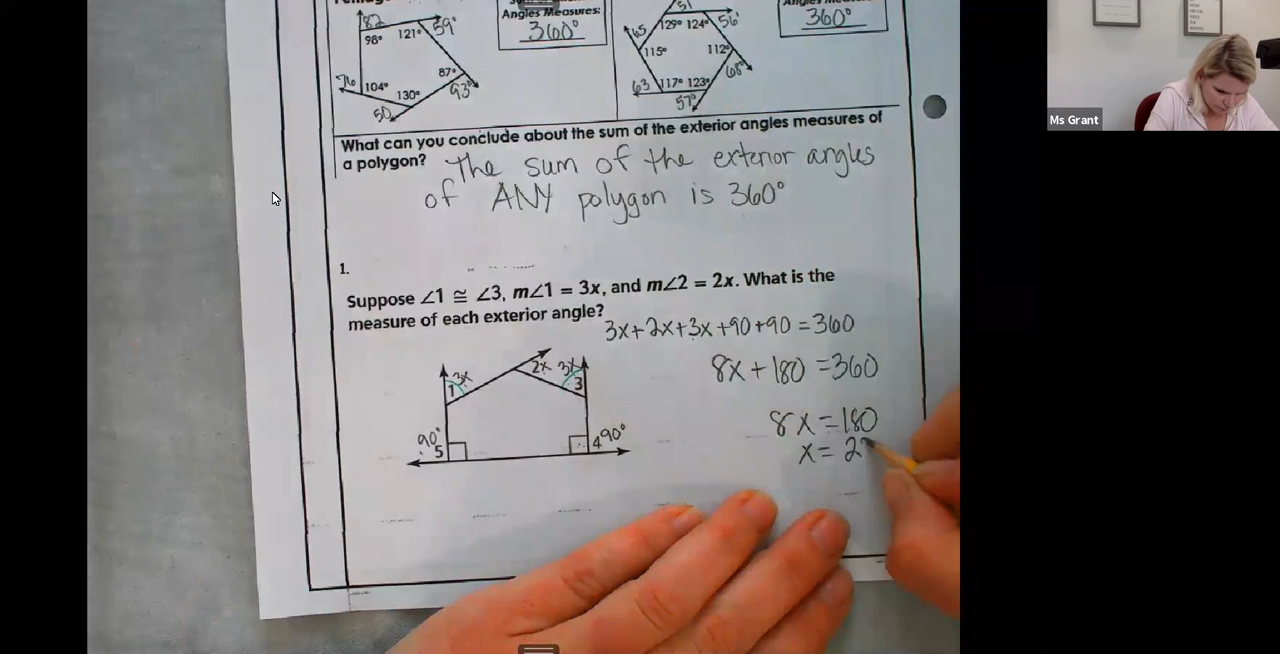 Angles Measures:
360°
360°
82
59°
98°
121°
87°
93°
76
104°
130°
50
51
129° 124°
56°
65
115°
112°
68°
63
117° 123°
57°
What can you conclude about the sum of the exterior angles measures of
a polygon? The sum of the exterior angles
of ANY polygon is 360°
1.
Suppose ∠1 ≅ ∠3, m∠1 = 3x, and m∠2 = 2x. What is the
measure of each exterior angle?
3x+2x+3x+90+90=360
8x+180=360
8x=180
x=2
3x
1
2x
3x
3
90°
5
4
90°
Ms Grant